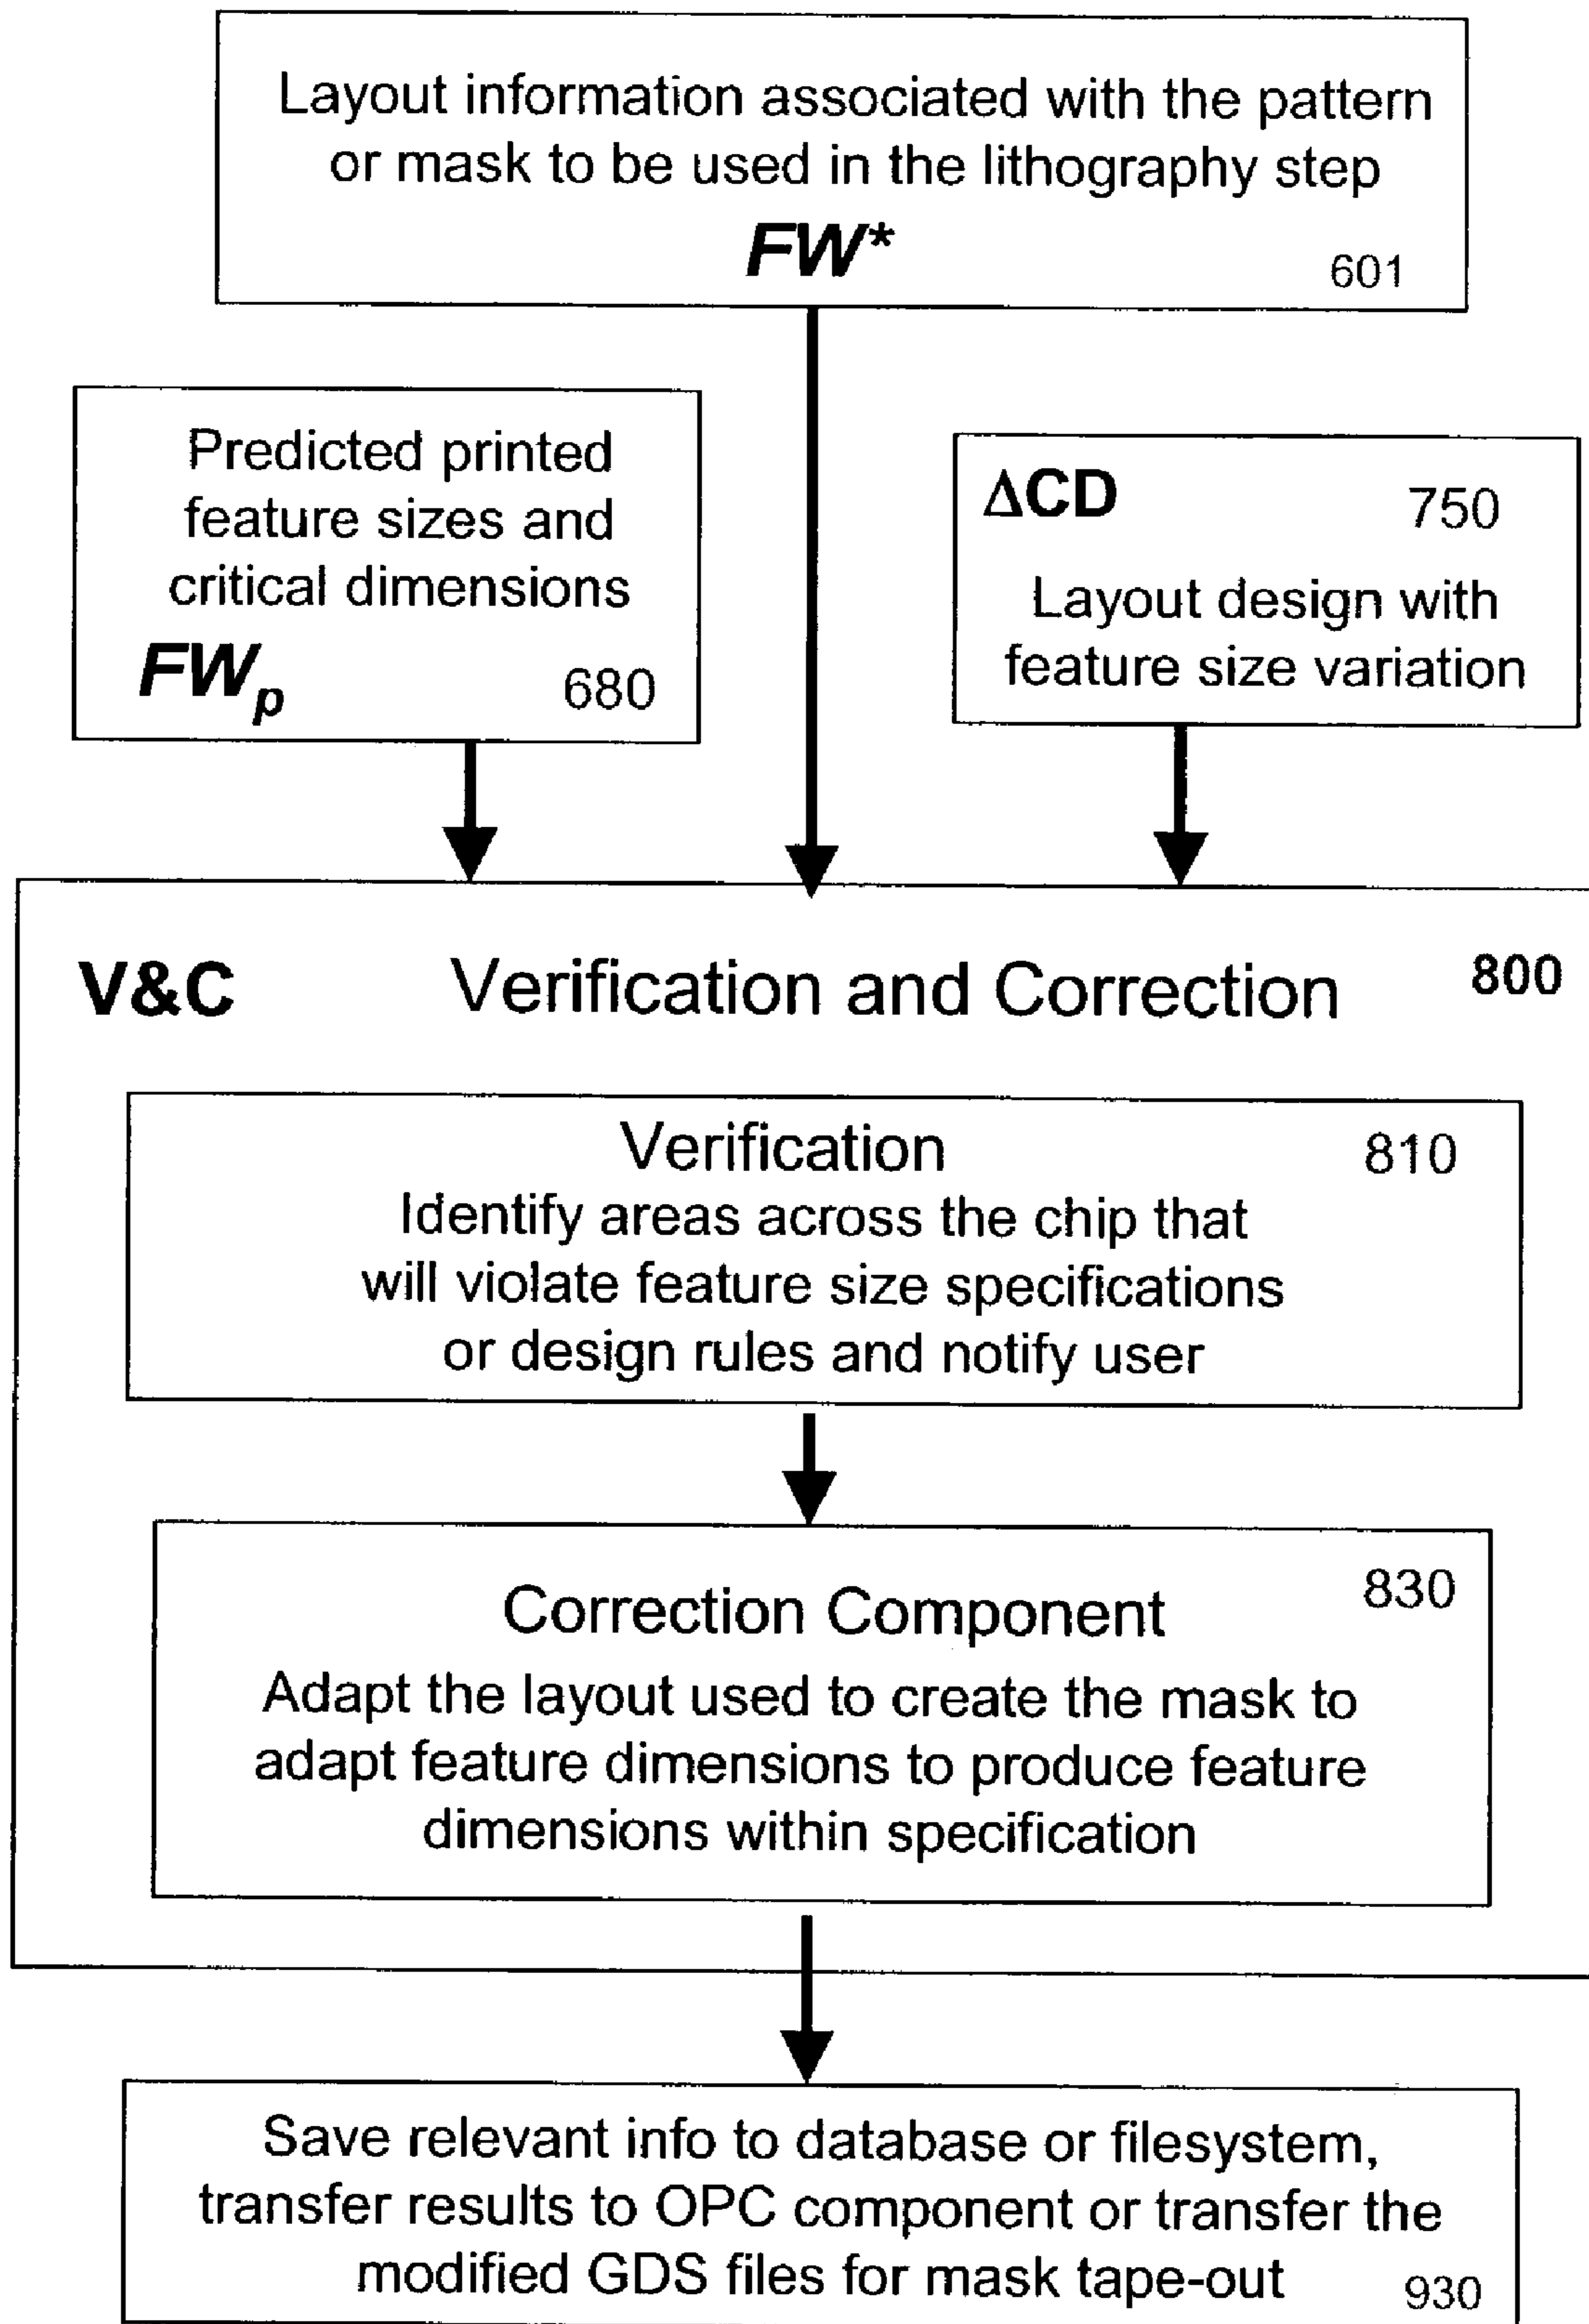 Layout information associated with the pattern
or mask to be used in the lithography step
FW*
601
Predicted printed
feature sizes and
critical dimensions
FWp
680
ΔCD
750
Layout design with
feature size variation
V&C
Verification and Correction
800
Verification
810
Identify areas across the chip that
will violate feature size specifications
or design rules and notify user
Correction Component
830
Adapt the layout used to create the mask to
adapt feature dimensions to produce feature
dimensions within specification
Save relevant info to database or filesystem,
transfer results to OPC component or transfer the
modified GDS files for mask tape-out
930